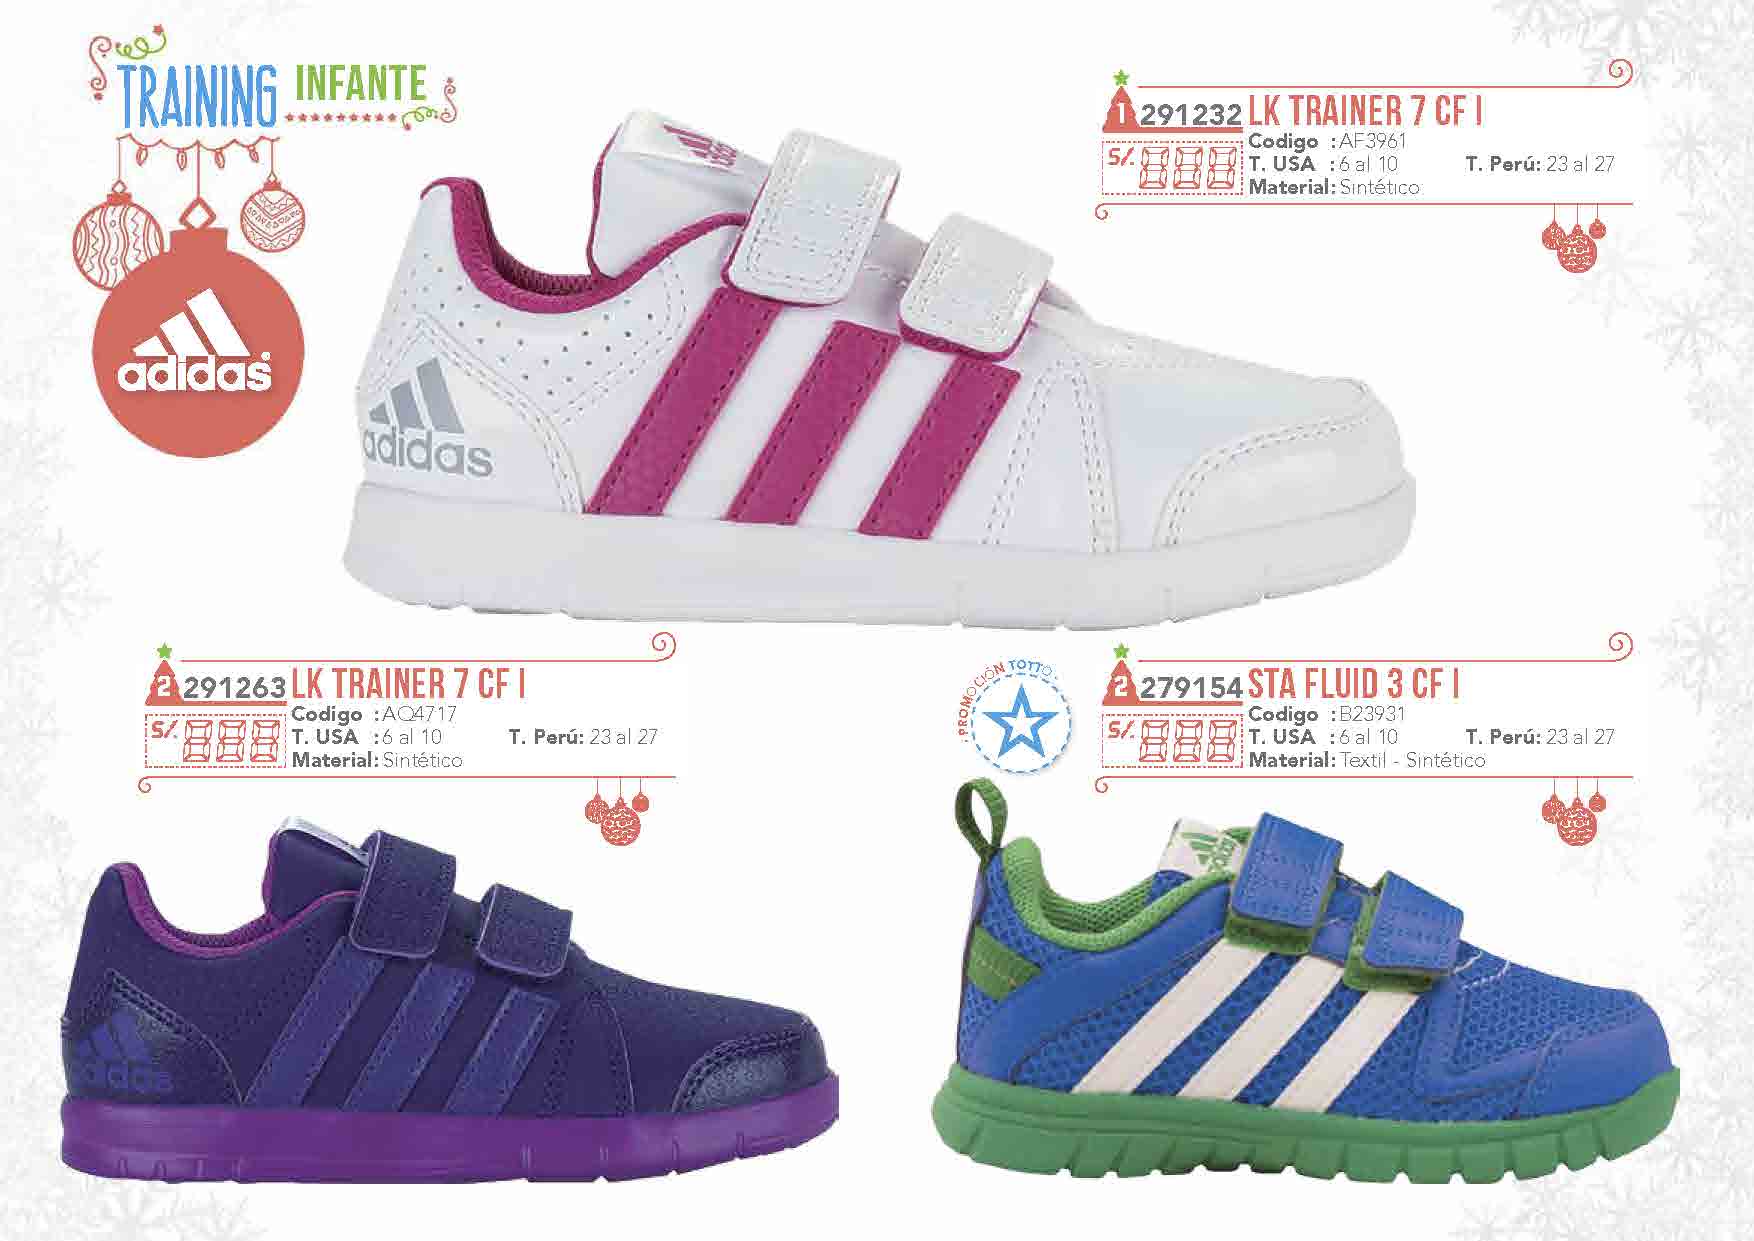 TRAINING INFANTE
adidas
1 291232 LK TRAINER 7 CF I
Codigo : AF3961
S/. 888
T. USA : 6 al 10 T. Perú: 23 al 27
Material: Sintético
adidas
2 291263 LK TRAINER 7 CF I
Codigo : AQ4717
S/. 888
T. USA : 6 al 10 T. Perú: 23 al 27
Material: Sintético
¡PROMOCIÓN TOTTO!
2 279154 STA FLUID 3 CF I
Codigo : B23931
S/. 888
T. USA : 6 al 10 T. Perú: 23 al 27
Material: Textil - Sintético
adidas